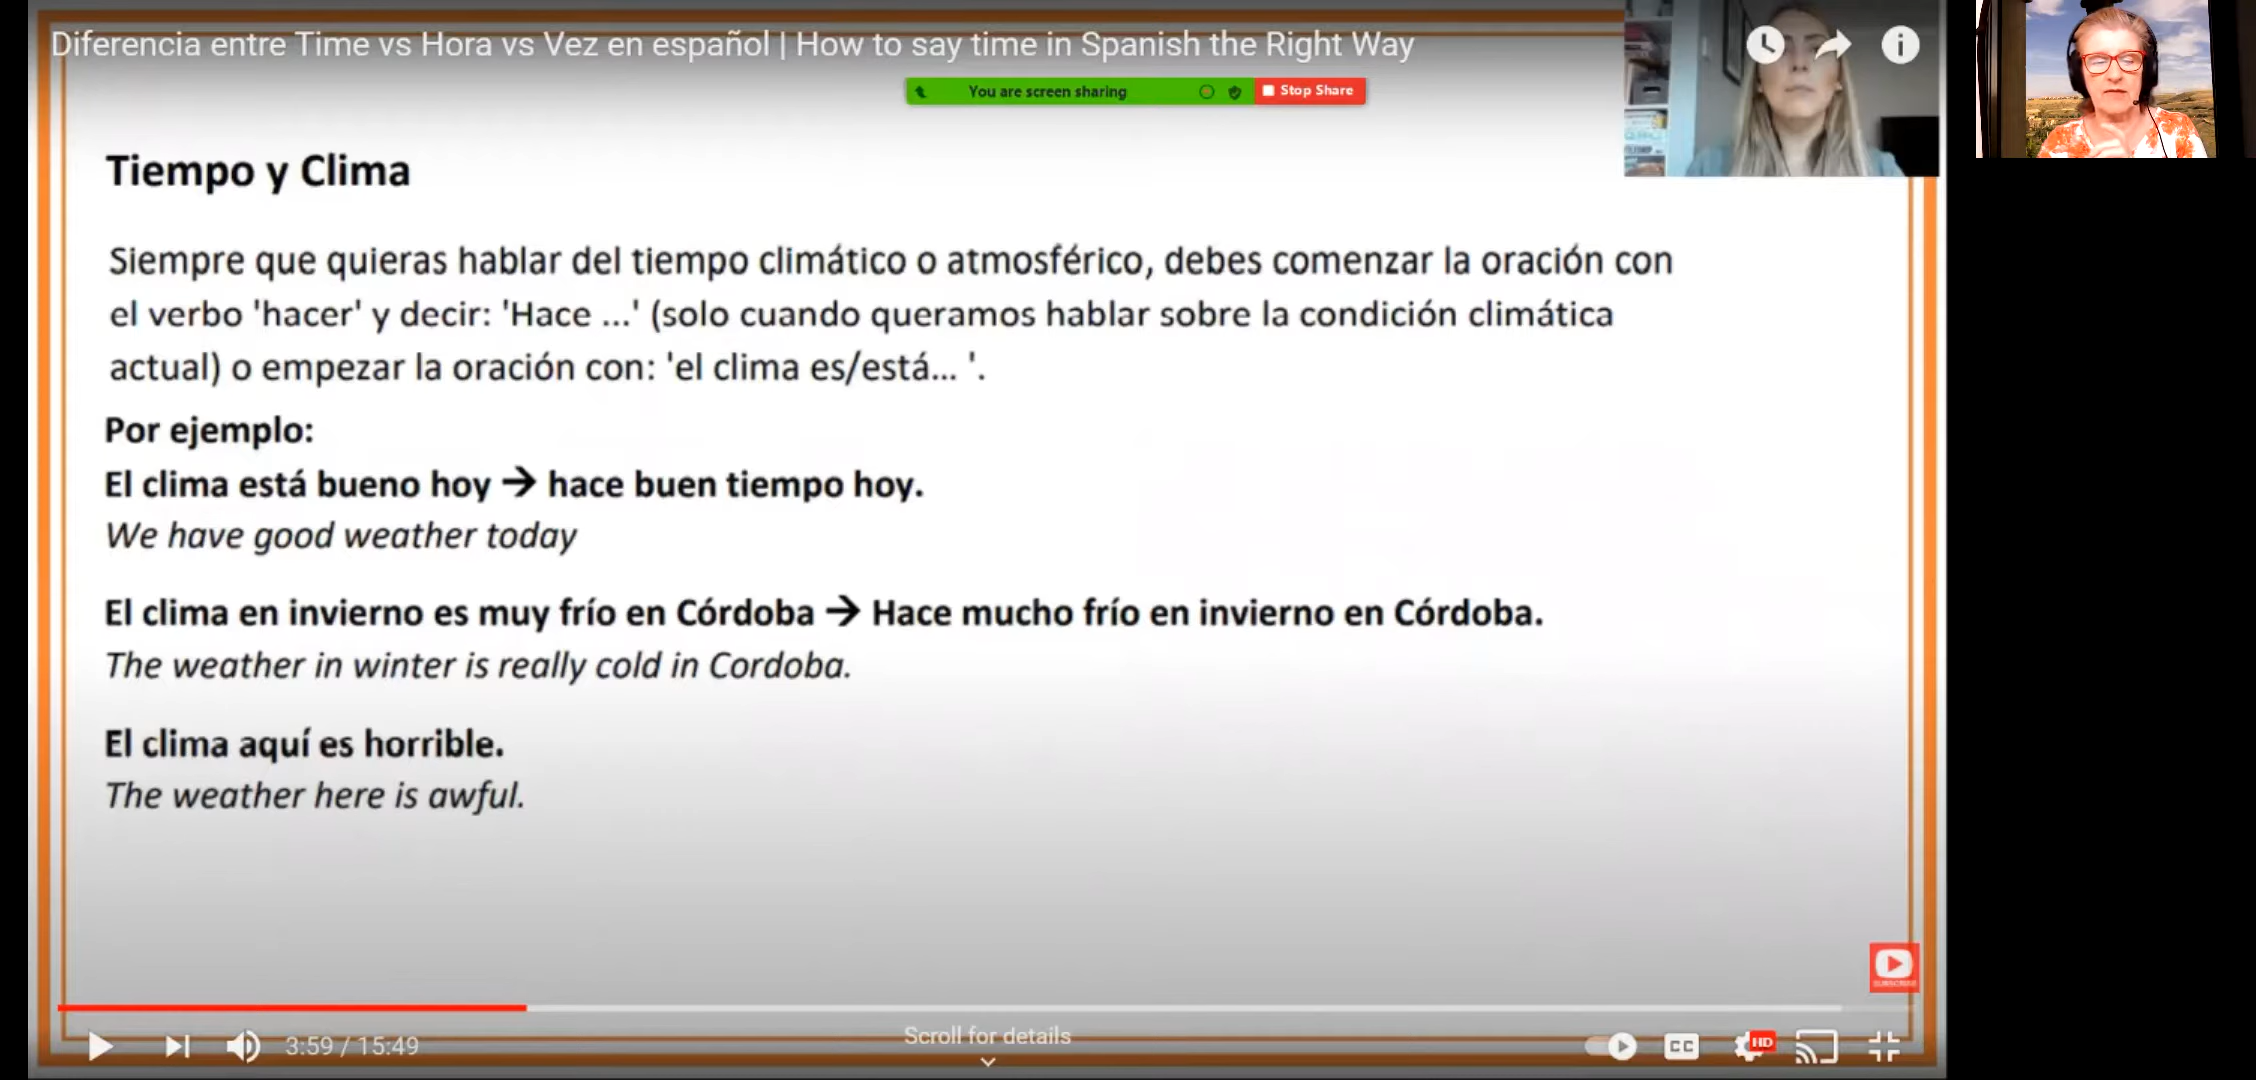 Diferencia entre Time vs Hora vs Vez en español | How to say time in Spanish the Right Way
You are screen sharing
Stop Share
Tiempo y Clima
Siempre que quieras hablar del tiempo climático o atmosférico, debes comenzar la oración con
el verbo 'hacer' y decir: 'Hace ...' (solo cuando queramos hablar sobre la condición climática
actual) o empezar la oración con: 'el clima es/está... '.
Por ejemplo:
El clima está bueno hoy → hace buen tiempo hoy.
We have good weather today
El clima en invierno es muy frío en Córdoba → Hace mucho frío en invierno en Córdoba.
The weather in winter is really cold in Cordoba.
El clima aquí es horrible.
The weather here is awful.
SUBSCRIBE
3:59 / 15:49
Scroll for details
CC
HD